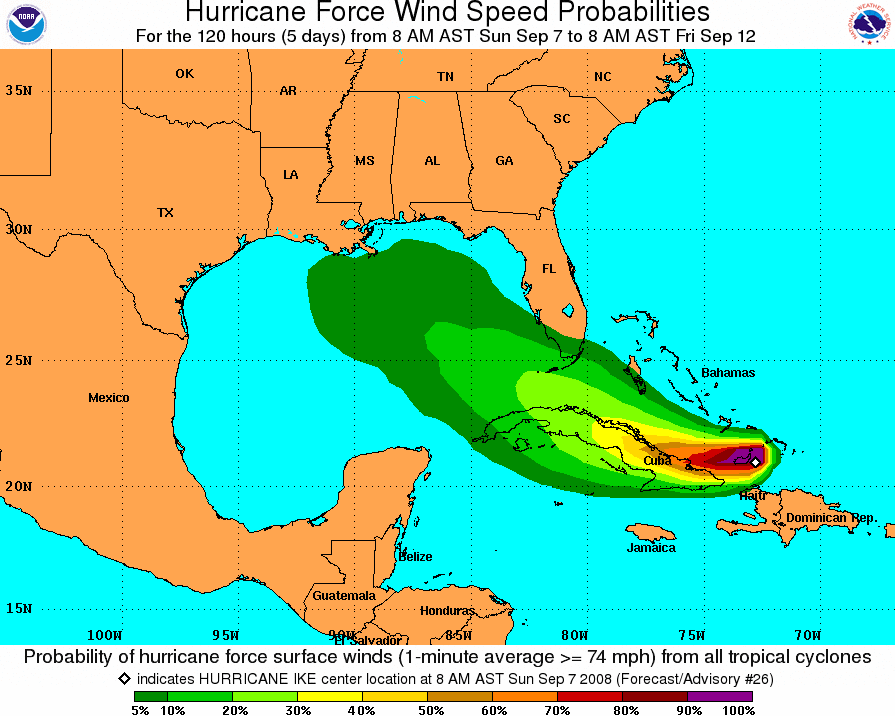 Hurricane Force Wind Speed Probabilities
For the 120 hours (5 days) from 8 AM AST Sun Sep 7 to 8 AM AST Fri Sep 12
NOAA
NATIONAL WEATHER SERVICE
OK
TN
NC
35N
AR
SC
MS
AL
GA
LA
TX
30N
FL
25N
Bahamas
Mexico
Cuba
20N
Haiti
Dominican Rep.
Jamaica
Belize
Guatemala
Honduras
15N
100W
95W
90W
85W
80W
75W
70W
El Salvador
Probability of hurricane force surface winds (1-minute average >= 74 mph) from all tropical cyclones
indicates HURRICANE IKE center location at 8 AM AST Sun Sep 7 2008 (Forecast/Advisory #26)
5% 10% 20% 30% 40% 50% 60% 70% 80% 90% 100%